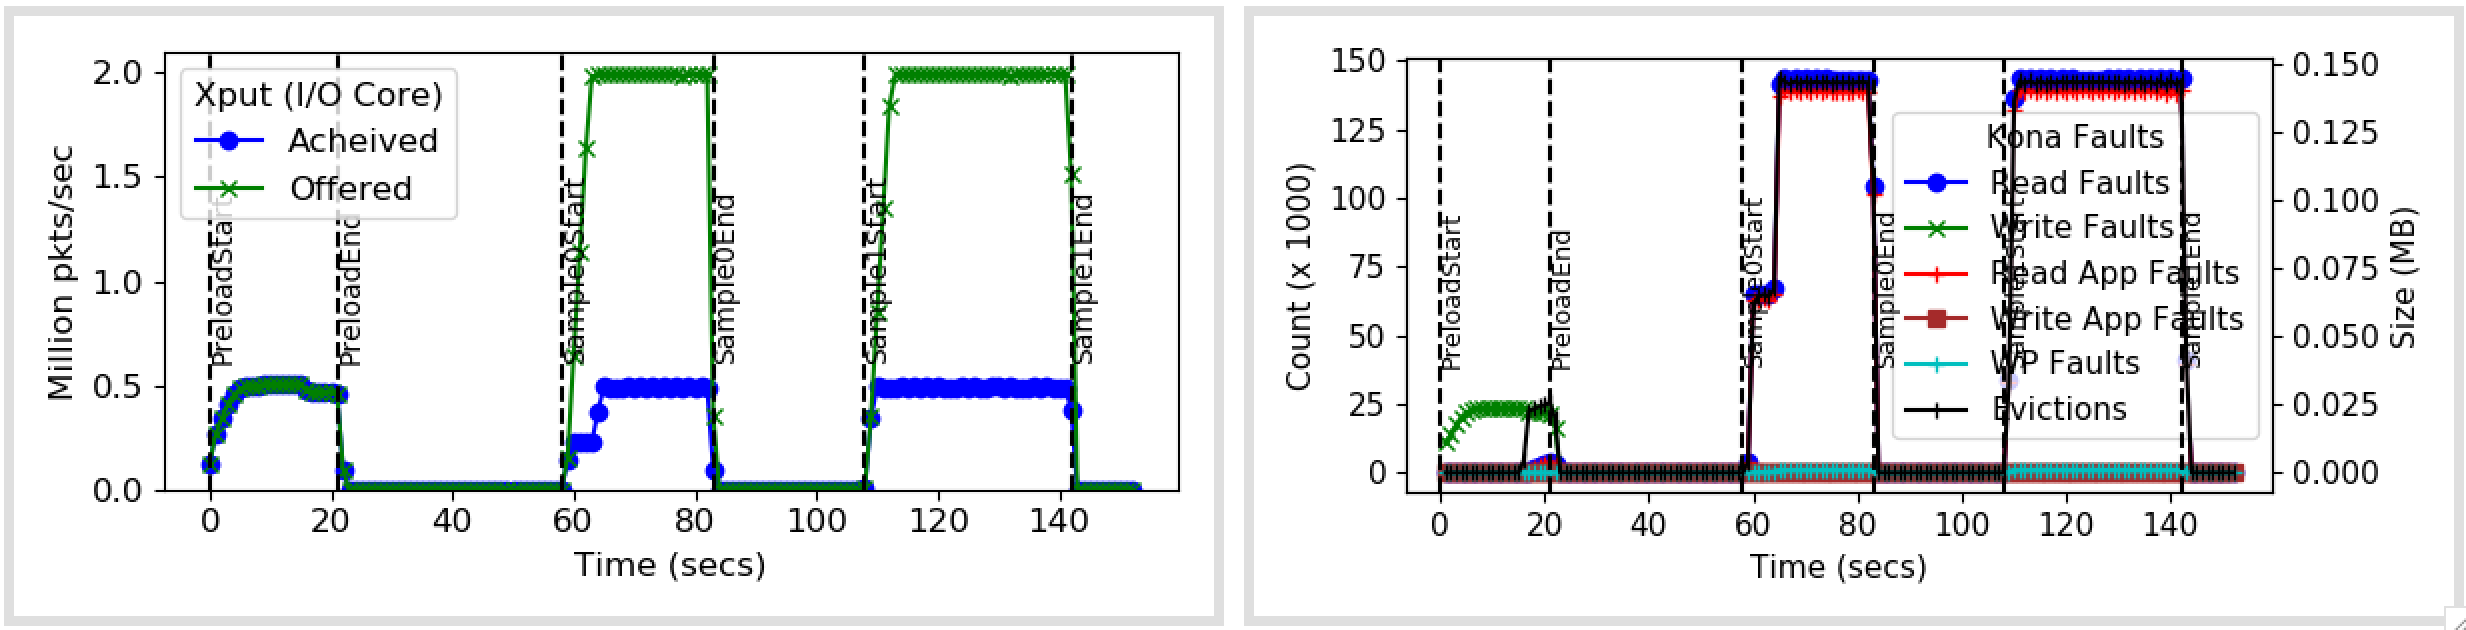 Xput (I/O Core)
Acheived
Offered
Million pkts/sec
2.0
1.5
1.0
0.5
0.0
PreloadStart
PreloadEnd
Sample0Start
Sample0End
Sample1Start
Sample1End
0 20 40 60 80 100 120 140
Time (secs)
Kona Faults
Read Faults
Write Faults
Read App Faults
Write App Faults
WP Faults
Evictions
Count (x 1000)
150
125
100
75
50
25
0
PreloadStart
PreloadEnd
Sample0Start
Sample0End
Sample1Start
Sample1End
0.150
0.125
0.100
0.075
0.050
0.025
0.000
Size (MB)
0 20 40 60 80 100 120 140
Time (secs)